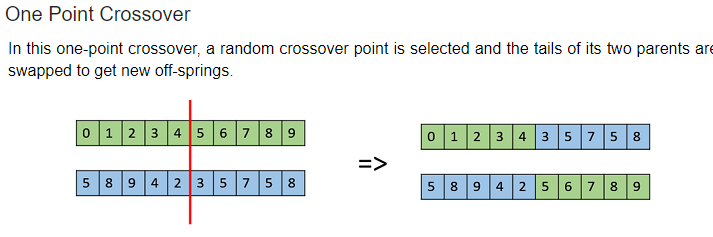 One Point Crossover
In this one-point crossover, a random crossover point is selected and the tails of its two parents are
swapped to get new off-springs.
0 1 2 3 4 5 6 7 8 9
5 8 9 4 2 3 5 7 5 8
=>
0 1 2 3 4 3 5 7 5 8
5 8 9 4 2 5 6 7 8 9